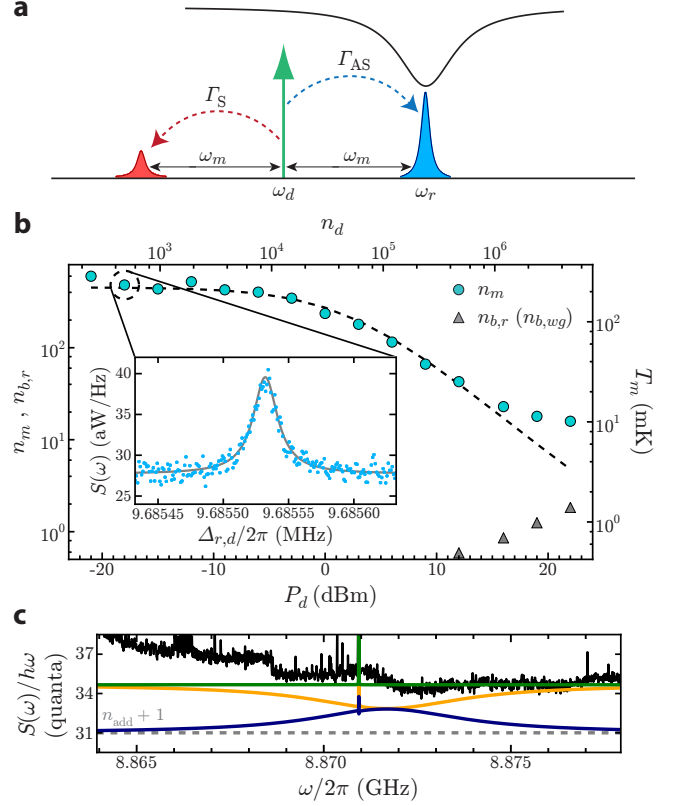 a
Γ_AS
Γ_S
ω_m
ω_m
ω_d
ω_r
b
n_d
10^3 10^4 10^5 10^6
n_m
n_{b,r} (n_{b,wg})
n_m , n_{b,r}
10^2
10^1
10^0
T_m (mK)
10^2
10^1
10^0
S(ω) (aW/Hz)
40
35
30
25
9.68545 9.68550 9.68555 9.68560
Δ_{r,d}/2π (MHz)
-20 -10 0 10 20
P_d (dBm)
c
S(ω)/ħω
(quanta)
37
34
31
n_add + 1
8.865 8.870 8.875
ω/2π (GHz)